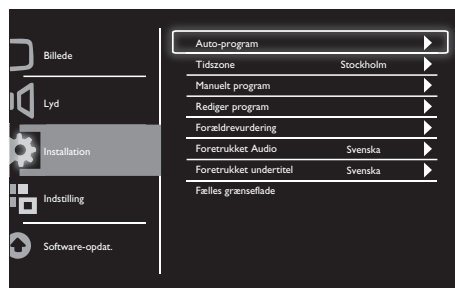 Billede
Lyd
Installation
Indstilling
Software-opdat.
Auto-program
Tidszone Stockholm
Manuelt program
Rediger program
Forældrevurdering
Foretrukket Audio Svenska
Foretrukket undertitel Svenska
Fælles grænseflade